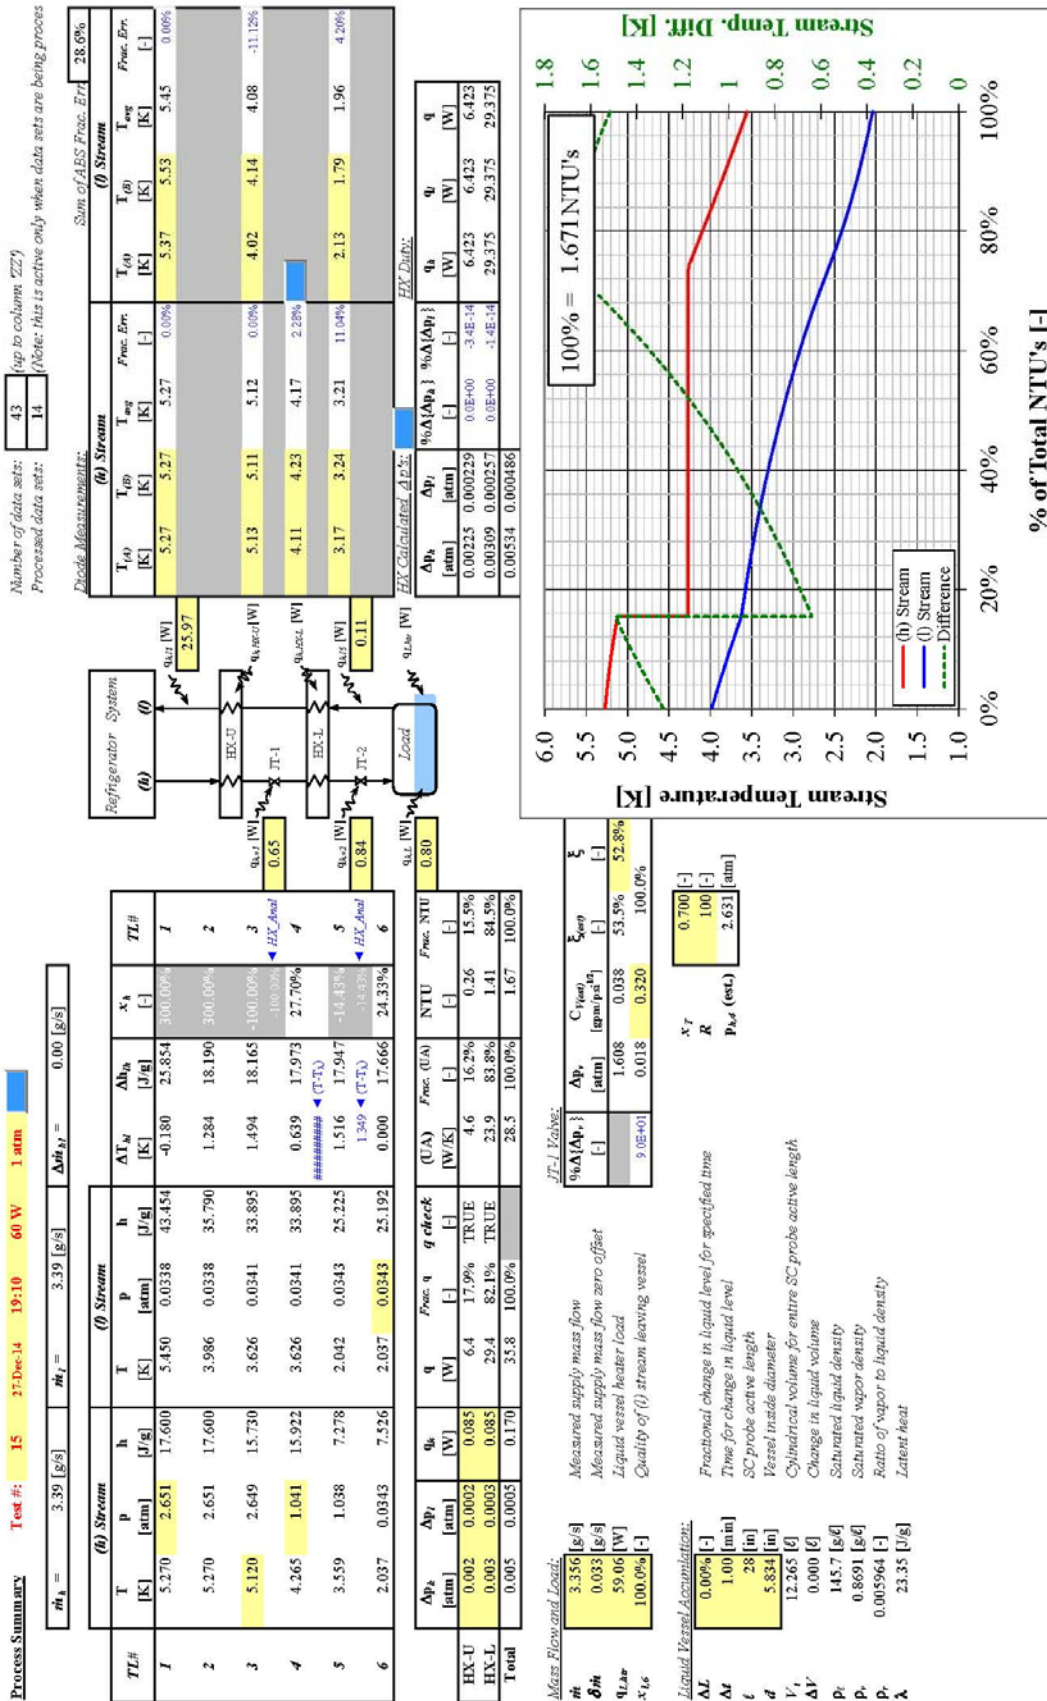 Process Summary Test #: 15 27-Dec-14 19:10 60 W 1 atm
ṁh = 3.39 [g/s] ṁl = 3.39 [g/s] Δṁhl = 0.00 [g/s]
TL# (h) Stream (l) Stream ΔThl Δhlh xh TL#
T p h T p h
[K] [atm] [J/g] [K] [atm] [J/g] [K] [J/g] [-]
1 5.270 2.651 17.600 5.450 0.0338 43.454 -0.180 25.854 300.00% 1
2 5.270 2.651 17.600 3.986 0.0338 35.790 1.284 18.190 300.00% 2
3 5.120 2.649 15.730 3.626 0.0341 33.895 1.494 18.165 -100.00% 3
-100.00% ◄ HX_Anal
4 4.265 1.041 15.922 3.626 0.0341 33.895 0.639 17.973 27.70% 4
######### ◄ (T-Tλ)
5 3.559 1.038 7.278 2.042 0.0343 25.225 1.516 17.947 -14.43% 5
1.349 ◄ (T-Tλ) -14.43% ◄ HX_Anal
6 2.037 0.0343 7.526 2.037 0.0343 25.192 0.000 17.666 24.33% 6
Δph Δpl qk q Frac. q q check (UA) Frac. (UA) NTU Frac. NTU
[atm] [atm] [W] [W] [-] [-] [W/K] [-] [-] [-]
HX-U 0.002 0.0002 0.085 6.4 17.9% TRUE 4.6 16.2% 0.26 15.5%
HX-L 0.003 0.0003 0.085 29.4 82.1% TRUE 23.9 83.8% 1.41 84.5%
Total 0.005 0.0005 0.170 35.8 100.0% 28.5 100.0% 1.67 100.0%
Mass Flow and Load:
ṁ 3.356 [g/s] Measured supply mass flow
δṁ 0.033 [g/s] Measured supply mass flow zero offset
qL,htr 59.06 [W] Liquid vessel heater load
xl,6 100.0% [-] Quality of (l) stream leaving vessel
Liquid Vessel Accumlation:
ΔL 0.00% [-] Fractional change in liquid level for specified time
Δt 1.00 [min] Time for change in liquid level
ℓ 28 [in] SC probe active length
d 5.834 [in] Vessel inside diameter
Vt 12.265 [ℓ] Cylindrical volume for entire SC probe active length
ΔV 0.000 [ℓ] Change in liquid volume
ρℓ 145.7 [g/ℓ] Saturated liquid density
ρv 0.8691 [g/ℓ] Saturated vapor density
ρr 0.005964 [-] Ratio of vapor to liquid density
λ 23.35 [J/g] Latent heat
JT-1 Valve:
%Δ{Δpv} Δpv CV(est) ξs(est) ξ
[-] [atm] [gpm/psi^1/2] [-] [-]
1.608 0.038 53.5% 52.8%
9.0E+01 0.018 0.320 100.0%
xT 0.700 [-]
R 100 [-]
Ph,4 (est.) 2.631 [atm]
Refrigerator System
(h) (l)
HX-U
JT-1
HX-L
JT-2
Load
qk,v1 [W] 0.65
qk,v2 [W] 0.84
qk,L [W] 0.80
qk,l1 [W] 25.97
qk,HX-U [W]
qk,HX-L [W]
qk,l5 [W] 0.11
qL,htr [W]
Number of data sets: 43 (up to column 'ZZ')
Processed data sets: 14 (Note: this is active only when data sets are being proces
Diode Measurements: Sum of ABS Frac. Err 28.6%
(h) Stream (l) Stream
T(A) T(B) Tavg Frac. Err. T(A) T(B) Tavg Frac. Err.
[K] [K] [K] [-] [K] [K] [K] [-]
5.27 5.27 5.27 0.00% 5.37 5.53 5.45 0.00%
5.13 5.11 5.12 0.00% 4.02 4.14 4.08 -11.12%
4.11 4.23 4.17 2.28%
3.17 3.24 3.21 11.04% 2.13 1.79 1.96 4.20%
HX Calculated Δp's: HX Duty:
Δph Δpl %Δ{Δph} %Δ{Δpl} qh ql q
[atm] [atm] [-] [-] [W] [W] [W]
0.00225 0.000229 0.0E+00 -3.4E-14 6.423 6.423 6.423
0.00309 0.000257 0.0E+00 -1.4E-14 29.375 29.375 29.375
0.00534 0.000486
Stream Temperature [K]
6.0
5.5
5.0
4.5
4.0
3.5
3.0
2.5
2.0
1.5
1.0
100% = 1.671NTU's
(h) Stream
(l) Stream
Difference
Stream Temp. Diff. [K]
1.8
1.6
1.4
1.2
1
0.8
0.6
0.4
0.2
0
0% 20% 40% 60% 80% 100%
% of Total NTU's [-]